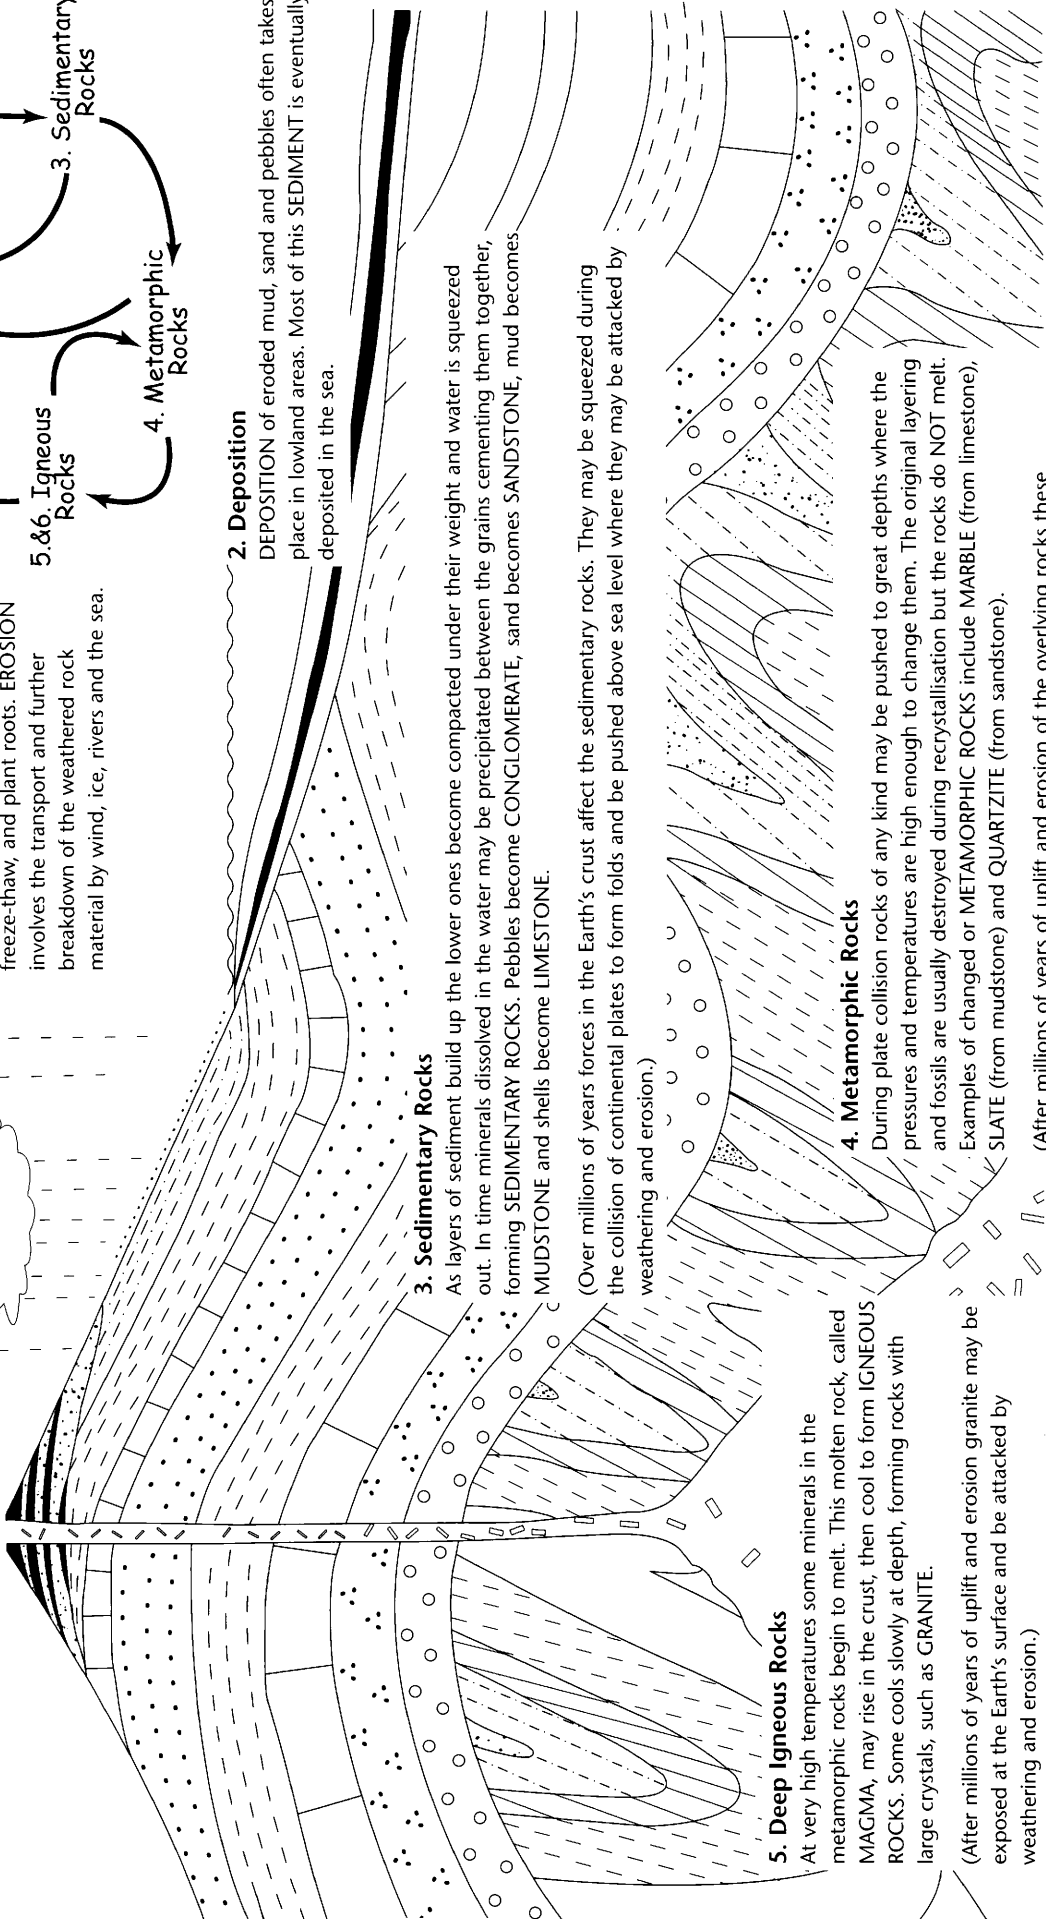 freeze-thaw, and plant roots. EROSION
involves the transport and further
breakdown of the weathered rock
material by wind, ice, rivers and the sea.
3. Sedimentary
Rocks
4. Metamorphic
Rocks
5.&6. Igneous
Rocks
2. Deposition
DEPOSITION of eroded mud, sand and pebbles often takes
place in lowland areas. Most of this SEDIMENT is eventually
deposited in the sea.
3. Sedimentary Rocks
As layers of sediment build up the lower ones become compacted under their weight and water is squeezed
out. In time minerals dissolved in the water may be precipitated between the grains cementing them together,
forming SEDIMENTARY ROCKS. Pebbles become CONGLOMERATE, sand becomes SANDSTONE, mud becomes
MUDSTONE and shells become LIMESTONE.
(Over millions of years forces in the Earth's crust affect the sedimentary rocks. They may be squeezed during
the collision of continental plates to form folds and be pushed above sea level where they may be attacked by
weathering and erosion.)
4. Metamorphic Rocks
During plate collision rocks of any kind may be pushed to great depths where the
pressures and temperatures are high enough to change them. The original layering
and fossils are usually destroyed during recrystallisation but the rocks do NOT melt.
Examples of changed or METAMORPHIC ROCKS include MARBLE (from limestone),
SLATE (from mudstone) and QUARTZITE (from sandstone).
(After millions of years of uplift and erosion of the overlying rocks these
5. Deep Igneous Rocks
At very high temperatures some minerals in the
metamorphic rocks begin to melt. This molten rock, called
MAGMA, may rise in the crust, then cool to form IGNEOUS
ROCKS. Some cools slowly at depth, forming rocks with
large crystals, such as GRANITE.
(After millions of years of uplift and erosion granite may be
exposed at the Earth's surface and be attacked by
weathering and erosion.)